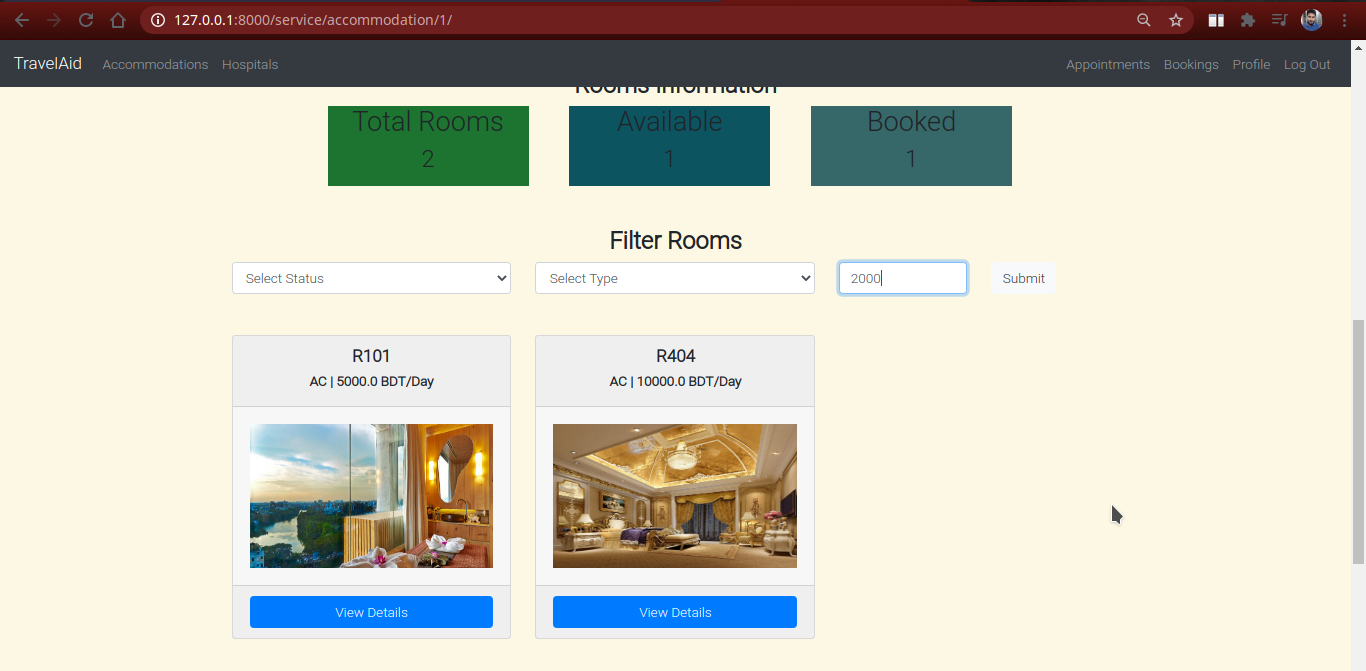 127.0.0.1:8000/service/accommodation/1/
TravelAid Accommodations Hospitals Appointments Bookings Profile Log Out
Rooms Information
Total Rooms Available Booked
2 1 1
Filter Rooms
Select Status Select Type 2000 Submit
R101 R404
AC | 5000.0 BDT/Day AC | 10000.0 BDT/Day
View Details View Details